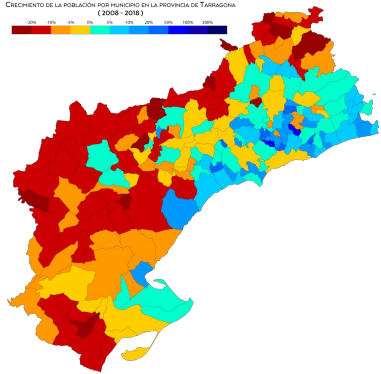 Crecimiento de la población por municipio en la provincia de Tarragona
( 2008 - 2018 )
-20% -10% -5% 0% 5% 10% 20% 50% 100% 200%